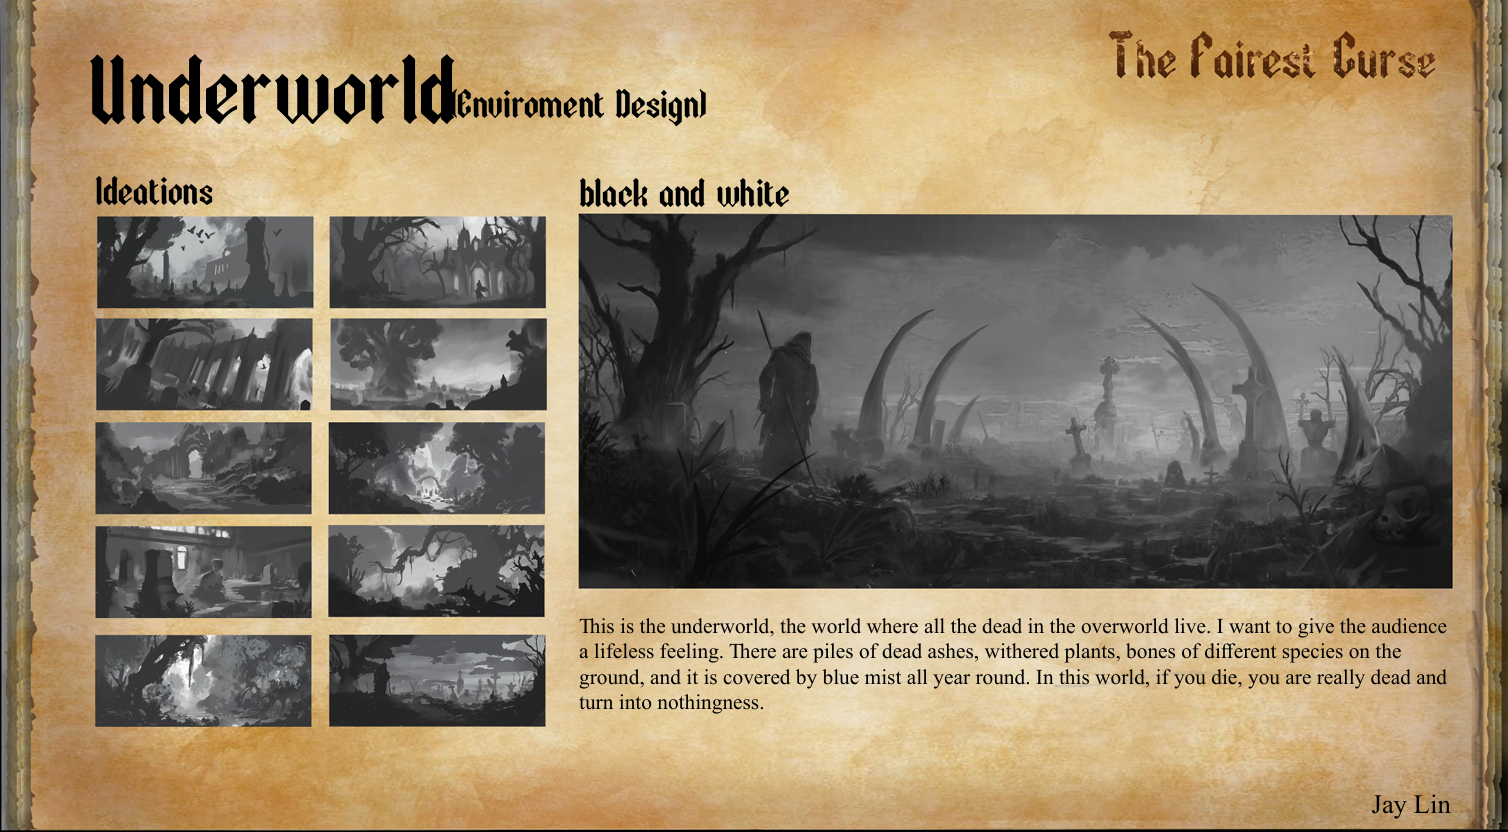 The Fairest Curse
Underworld(Enviroment Design)
Ideations
black and white
This is the underworld, the world where all the dead in the overworld live. I want to give the audience
a lifeless feeling. There are piles of dead ashes, withered plants, bones of different species on the
ground, and it is covered by blue mist all year round. In this world, if you die, you are really dead and
turn into nothingness.
Jay Lin